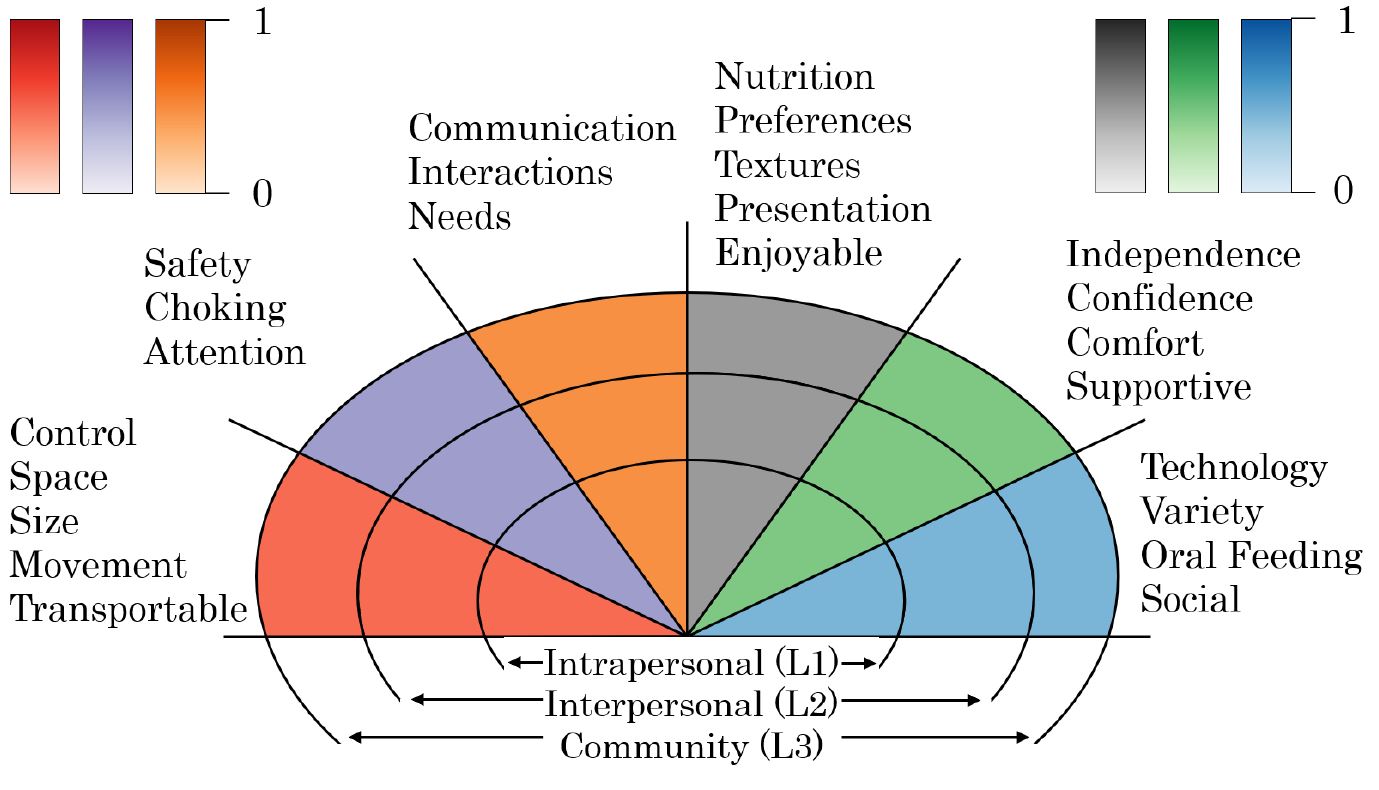 1
0
1
0
Nutrition
Preferences
Textures
Presentation
Enjoyable
Communication
Interactions
Needs
Safety
Choking
Attention
Independence
Confidence
Comfort
Supportive
Control
Space
Size
Movement
Transportable
Technology
Variety
Oral Feeding
Social
Intrapersonal (L1)
Interpersonal (L2)
Community (L3)